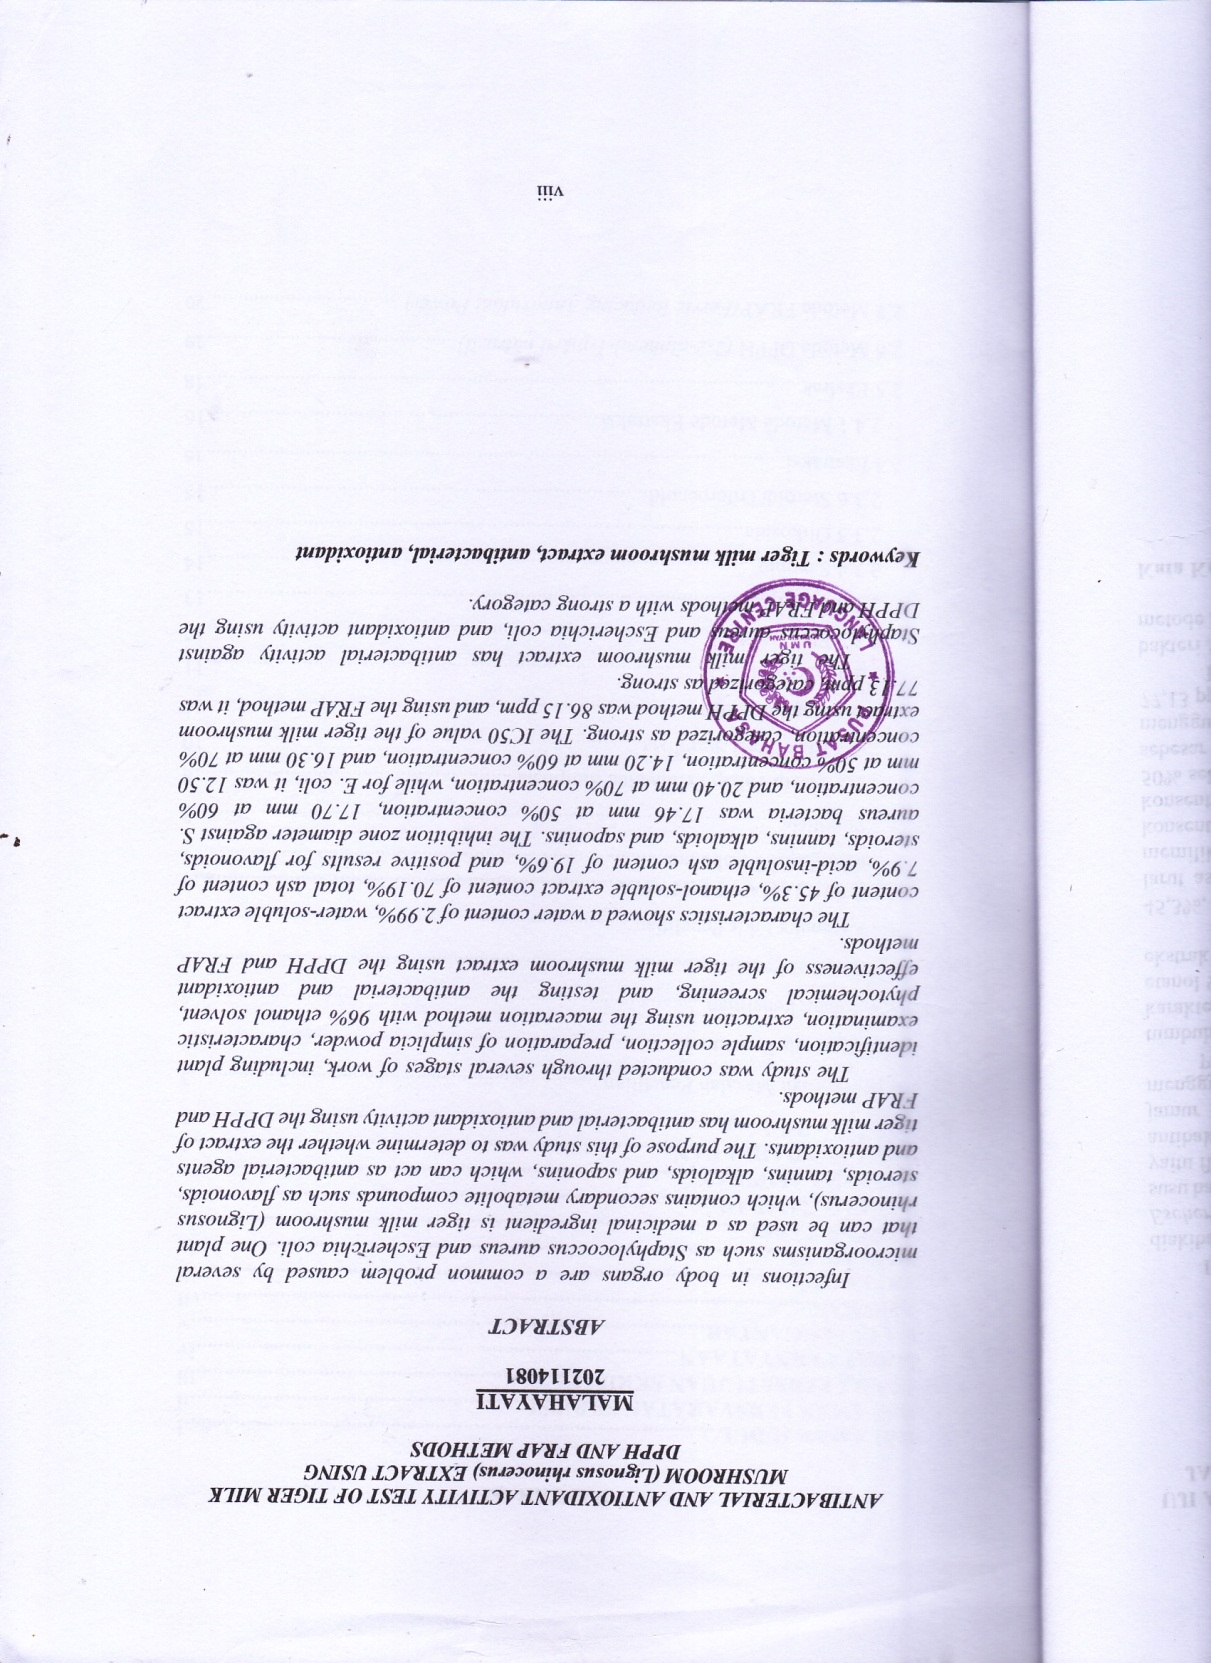 ANTIBACTERIAL AND ANTIOXIDANT ACTIVITY TEST OF TIGER MILK
MUSHROOM (Lignosus rhinocerus) EXTRACT USING
DPPH AND FRAP METHODS
MALAHAYATI
202114081
ABSTRACT
Infections in body organs are a common problem caused by several
microorganisms such as Staphylococcus aureus and Escherichia coli. One plant
that can be used as a medicinal ingredient is tiger milk mushroom (Lignosus
rhinocerus), which contains secondary metabolite compounds such as flavonoids,
steroids, tannins, alkaloids, and saponins, which can act as antibacterial agents
and antioxidants. The purpose of this study was to determine whether the extract of
tiger milk mushroom has antibacterial and antioxidant activity using the DPPH and
FRAP methods.
The study was conducted through several stages of work, including plant
identification, sample collection, preparation of simplicia powder, characteristic
examination, extraction using the maceration method with 96% ethanol solvent,
phytochemical screening, and testing the antibacterial and antioxidant
effectiveness of the tiger milk mushroom extract using the DPPH and FRAP
methods.
The characteristics showed a water content of 2.99%, water-soluble extract
content of 45.3%, ethanol-soluble extract content of 70.19%, total ash content of
7.9%, acid-insoluble ash content of 19.6%, and positive results for flavonoids,
steroids, tannins, alkaloids, and saponins. The inhibition zone diameter against S.
aureus bacteria was 17.46 mm at 50% concentration, 17.70 mm at 60%
concentration, and 20.40 mm at 70% concentration, while for E. coli, it was 12.50
mm at 50% concentration, 14.20 mm at 60% concentration, and 16.30 mm at 70%
concentration, categorized as strong. The IC50 value of the tiger milk mushroom
extract using the DPPH method was 86.15 ppm, and using the FRAP method, it was
77.13 ppm, categorized as strong.
The tiger milk mushroom extract has antibacterial activity against
Staphylococcus aureus and Escherichia coli, and antioxidant activity using the
DPPH and FRAP methods with a strong category.
PUSAT BAHASA
UMN
LANGUAGE CENTRE
Keywords : Tiger milk mushroom extract, antibacterial, antioxidant
viii